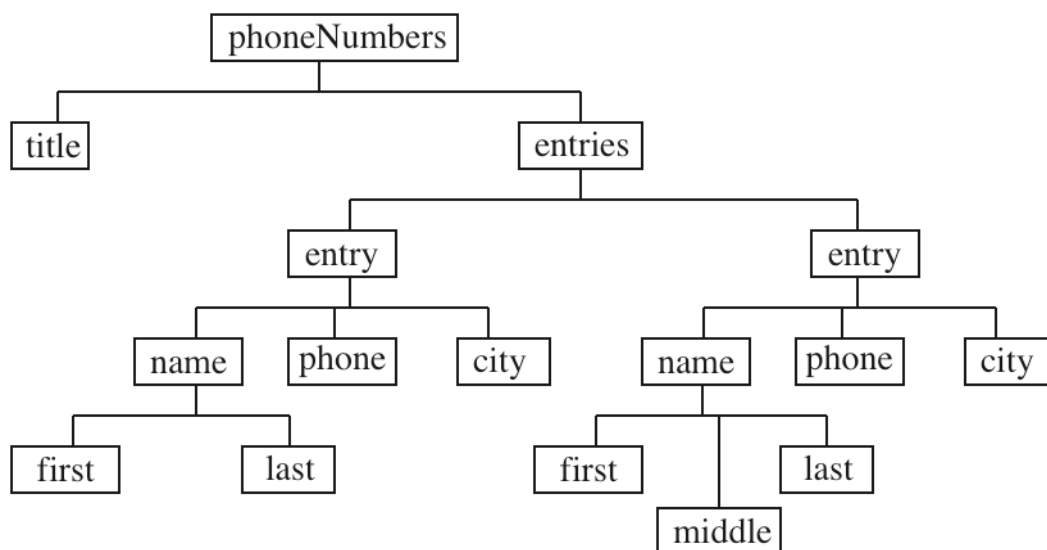 phoneNumbers
title entries
entry entry
name phone city name phone city
first last first last
middle